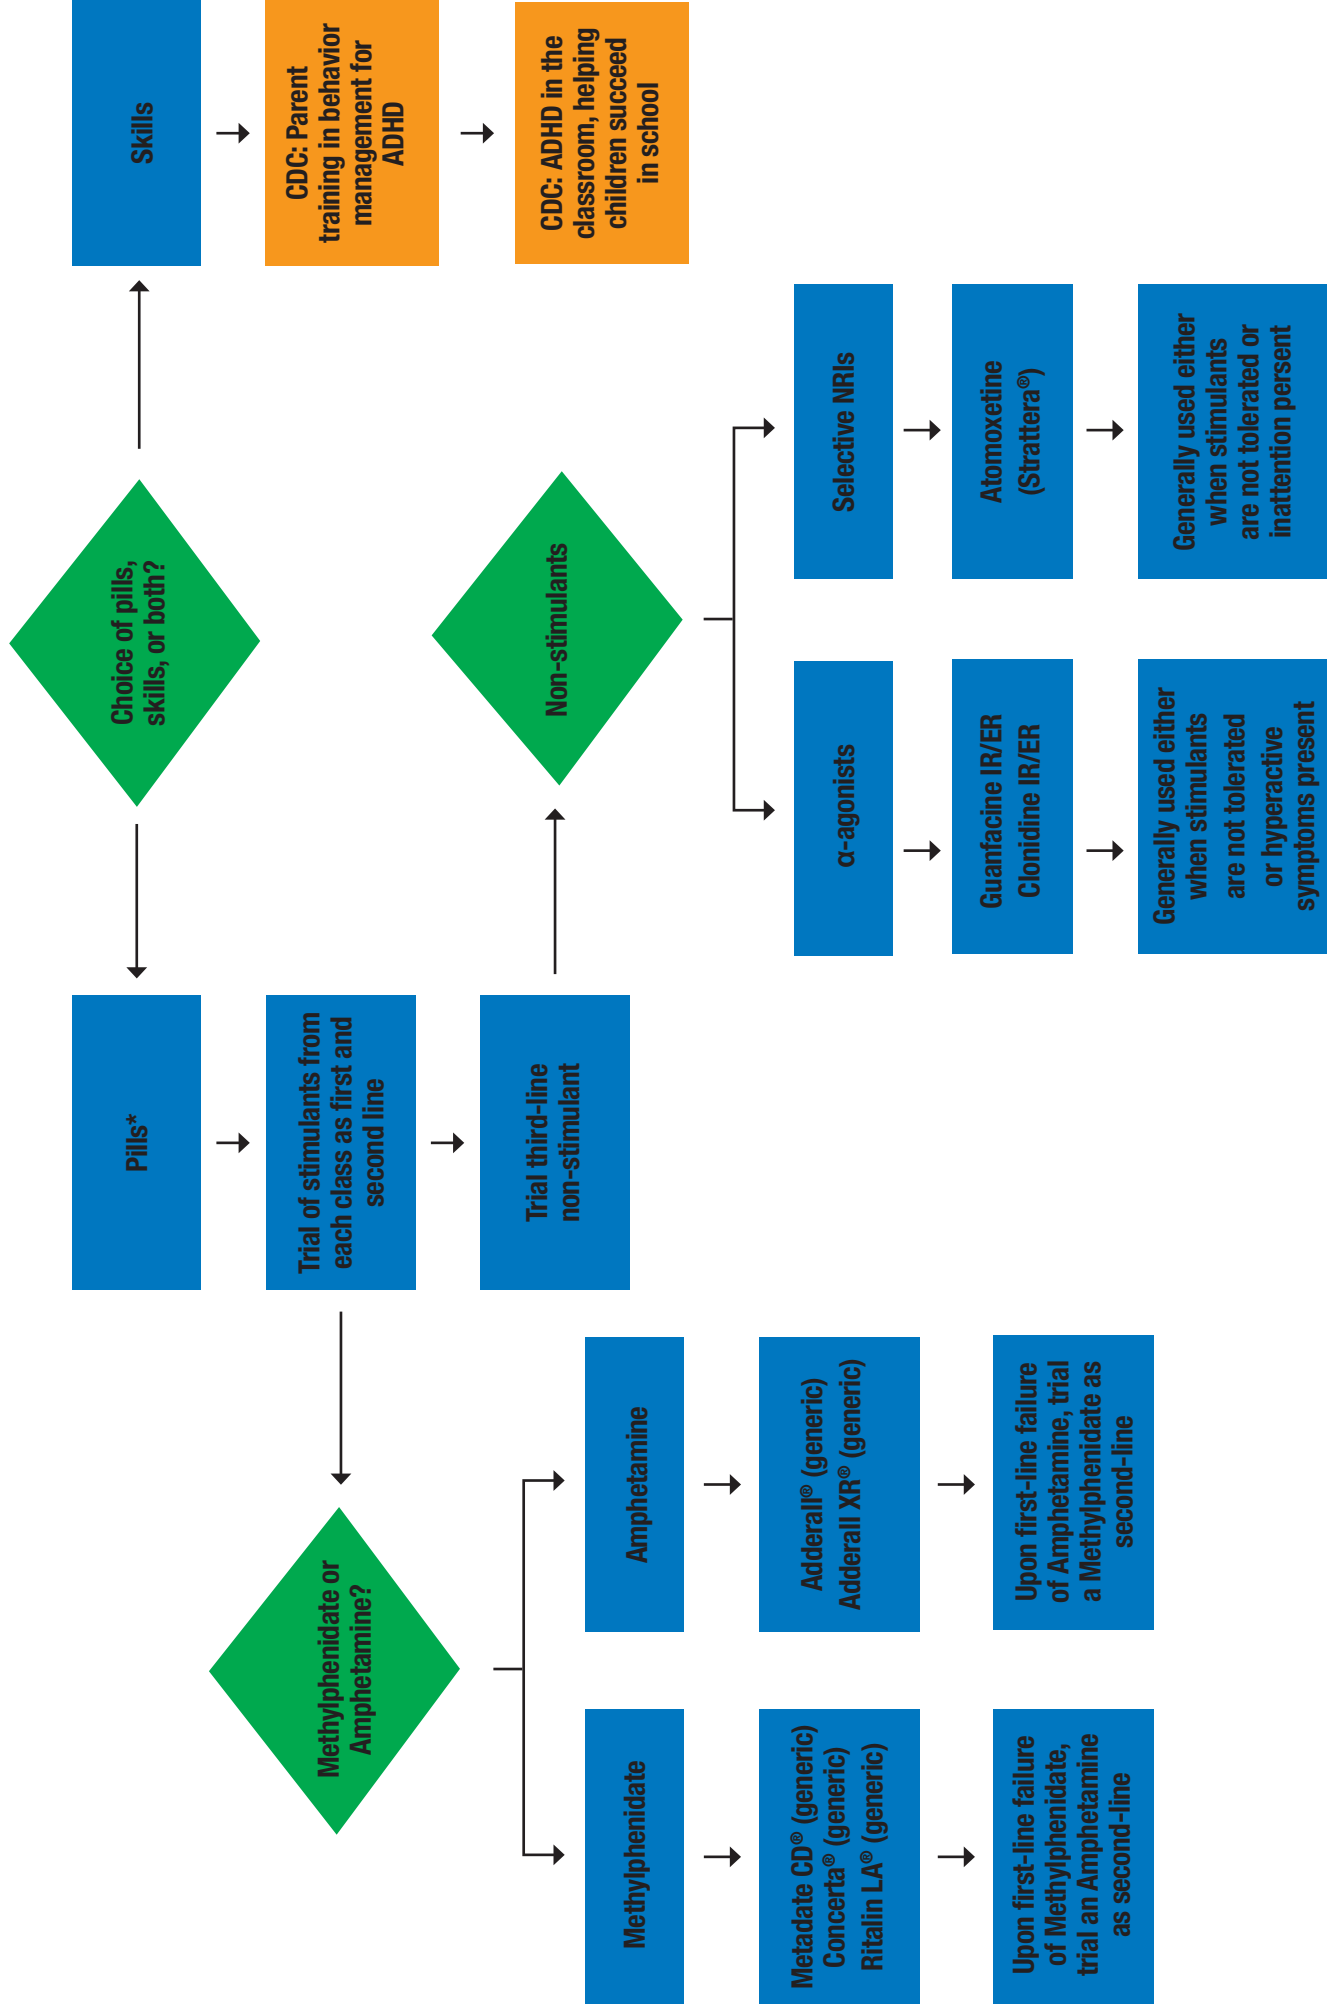 Choice of pills,
skills, or both?
Pills*
Trial of stimulants from
each class as first and
second line
Trial third-line
non-stimulant
Skills
CDC: Parent
training in behavior
management for
ADHD
CDC: ADHD in the
classroom, helping
children succeed
in school
Methylphenidate or
Amphetamine?
Methylphenidate
Metadate CD® (generic)
Concerta® (generic)
Ritalin LA® (generic)
Upon first-line failure
of Methylphenidate,
trial an Amphetamine
as second-line
Amphetamine
Adderall® (generic)
Adderall XR® (generic)
Upon first-line failure
of Amphetamine, trial
a Methylphenidate as
second-line
Non-stimulants
α-agonists
Guanfacine IR/ER
Clonidine IR/ER
Generally used either
when stimulants
are not tolerated
or hyperactive
symptoms present
Selective NRIs
Atomoxetine
(Strattera®)
Generally used either
when stimulants
are not tolerated or
inattention persent